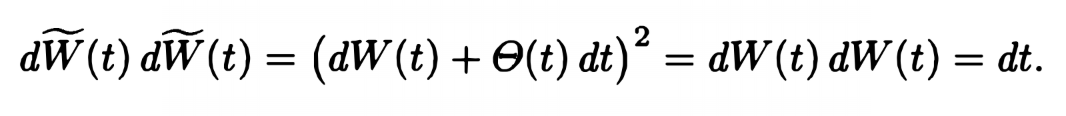 dW̃(t) dW̃(t) = (dW(t) + Θ(t) dt)² = dW(t) dW(t) = dt.